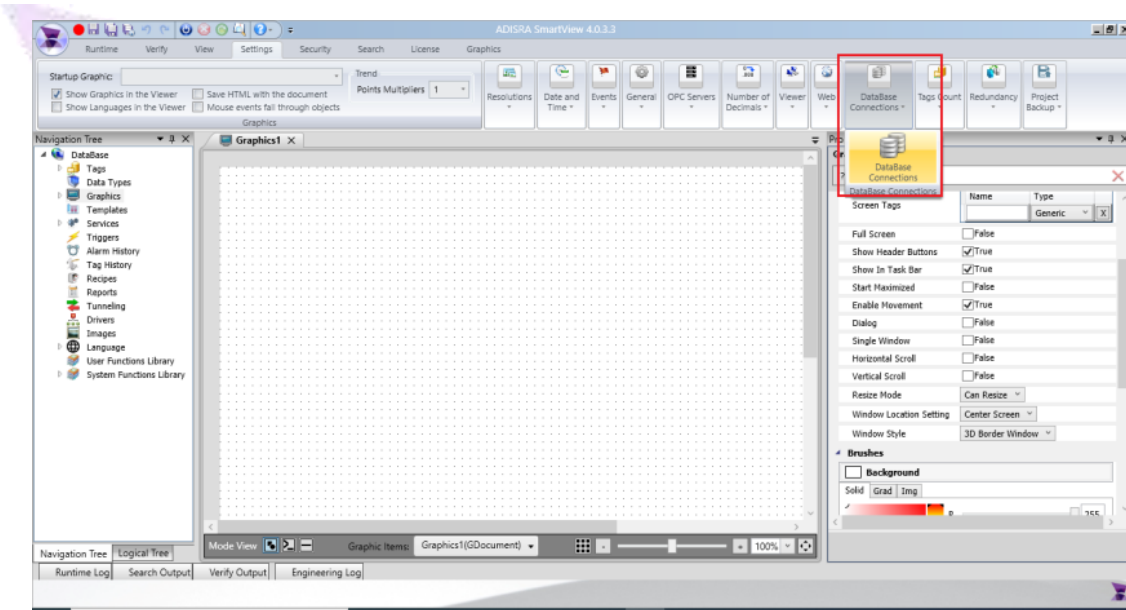 ADISRA SmartView 4.0.3.3
Runtime Verify View Settings Security Search License Graphics
Startup Graphic:
Show Graphics in the Viewer
Save HTML with the document
Show Languages in the Viewer
Mouse events fall through objects
Graphics
Trend
Points Multipliers 1
Resolutions
Date and Time
Events
General
OPC Servers
Number of Decimals
Viewer
Web
DataBase Connections
Tags Count
Redundancy
Project Backup
DataBase
Connections
DataBase Connections
Navigation Tree
DataBase
Tags
Data Types
Graphics
Templates
Services
Triggers
Alarm History
Tag History
Recipes
Reports
Tunneling
Drivers
Images
Language
User Functions Library
System Functions Library
Navigation Tree Logical Tree
Graphics1 X
Mode View
Graphic Items: Graphics1(GDocument)
100%
Name Type
Screen Tags
Generic X
Full Screen False
Show Header Buttons True
Show In Task Bar True
Start Maximized False
Enable Movement True
Dialog False
Single Window False
Horizontal Scroll False
Vertical Scroll False
Resize Mode Can Resize
Window Location Setting Center Screen
Window Style 3D Border Window
Brushes
Background
Solid Grad Img
255
Runtime Log Search Output Verify Output Engineering Log